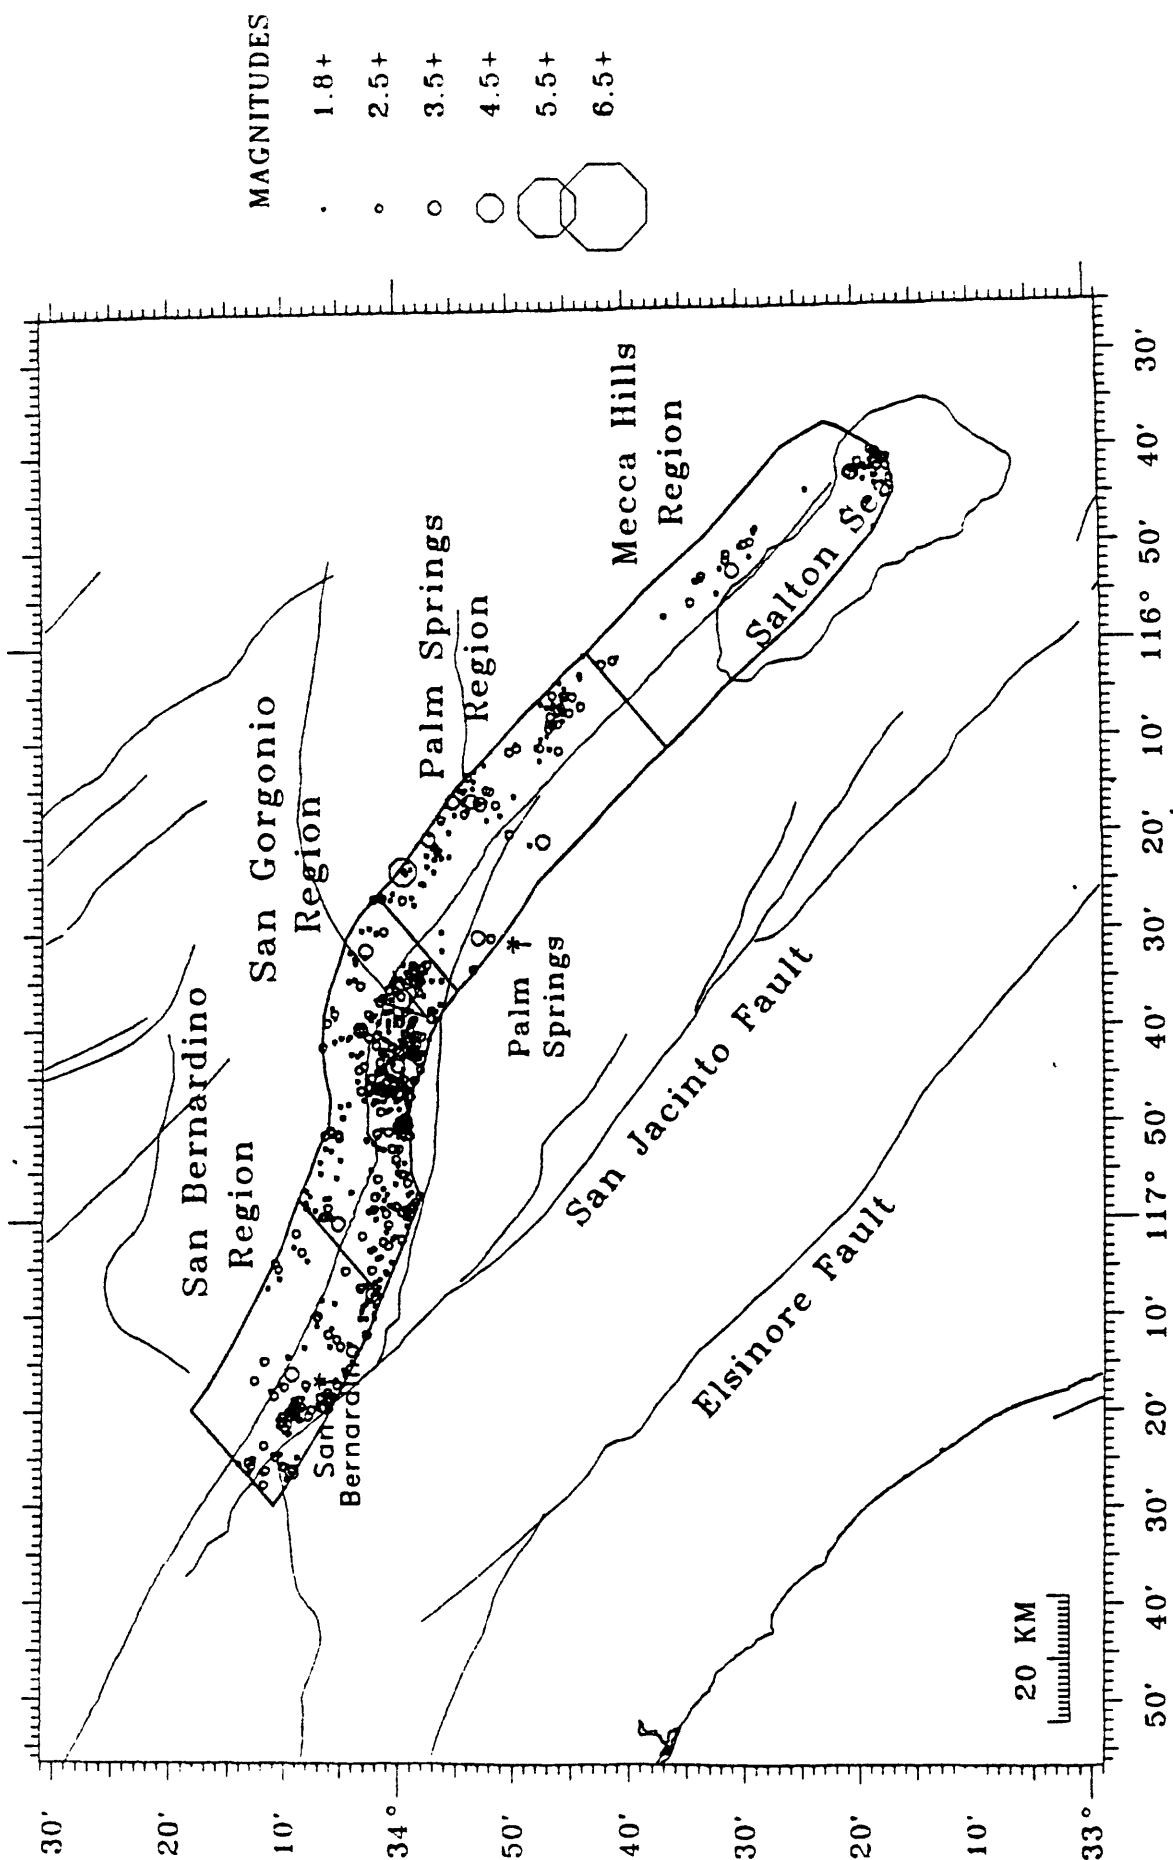 MAGNITUDES
1.8+
2.5+
3.5+
4.5+
5.5+
6.5+
San Bernardino
Region
San Gorgonio
Region
Palm Springs
Region
Mecca Hills
Region
San
Bernardin
Palm
Springs
Salton Se
San Jacinto Fault
Elsinore Fault
20 KM
30'
20'
10'
34°
50'
40'
30'
20'
10'
33°
50'
40'
30'
20'
10'
117°
50'
40'
30'
20'
10'
116°
50'
40'
30'